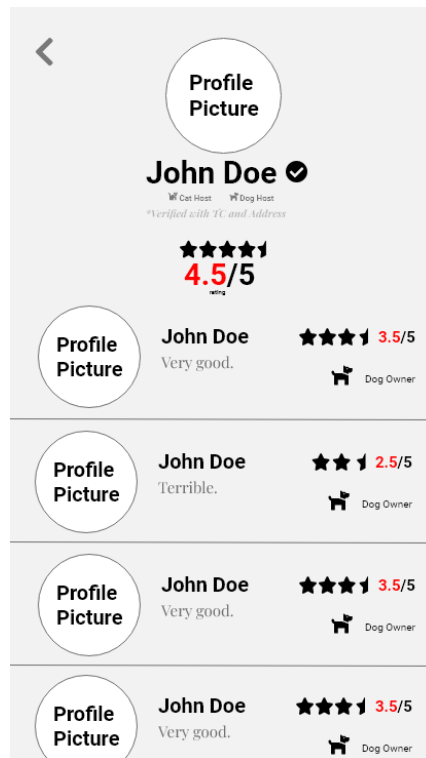 Profile
Picture
John Doe
Cat Host Dog Host
*Verified with TC and Address
4.5/5
rating
Profile
Picture
John Doe
3.5/5
Very good.
Dog Owner
Profile
Picture
John Doe
2.5/5
Terrible.
Dog Owner
Profile
Picture
John Doe
3.5/5
Very good.
Dog Owner
Profile
Picture
John Doe
3.5/5
Very good.
Dog Owner